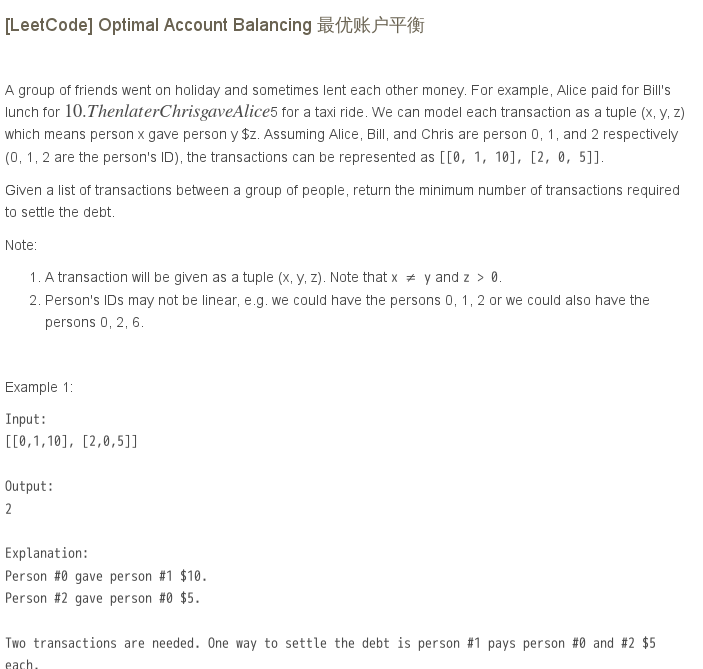 [LeetCode] Optimal Account Balancing 最优账户平衡
A group of friends went on holiday and sometimes lent each other money. For example, Alice paid for Bill's
lunch for 10.ThenlaterChrisgaveAlice5 for a taxi ride. We can model each transaction as a tuple (x, y, z)
which means person x gave person y $z. Assuming Alice, Bill, and Chris are person 0, 1, and 2 respectively
(0, 1, 2 are the person's ID), the transactions can be represented as [[0, 1, 10], [2, 0, 5]].
Given a list of transactions between a group of people, return the minimum number of transactions required
to settle the debt.
Note:
1. A transaction will be given as a tuple (x, y, z). Note that x ≠ y and z > 0.
2. Person's IDs may not be linear, e.g. we could have the persons 0, 1, 2 or we could also have the
persons 0, 2, 6.
Example 1:
Input:
[[0,1,10], [2,0,5]]
Output:
2
Explanation:
Person #0 gave person #1 $10.
Person #2 gave person #0 $5.
Two transactions are needed. One way to settle the debt is person #1 pays person #0 and #2 $5
each.